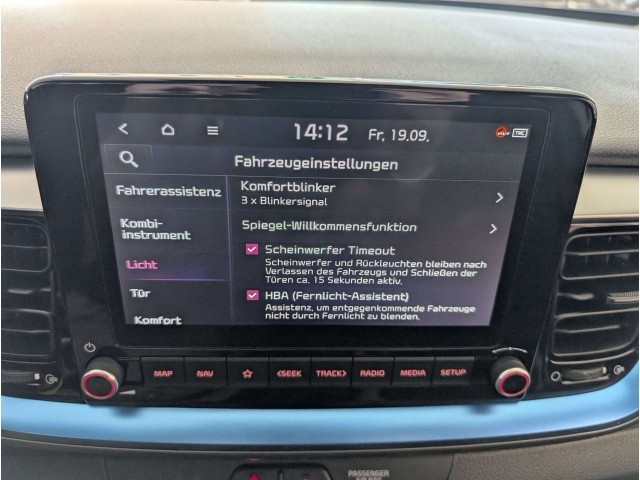 14:12 Fr, 19.09.
TMC
Fahrzeugeinstellungen
Fahrerassistenz
Kombi-
instrument
Licht
Tür
Komfort
Komfortblinker
3 x Blinkersignal
Spiegel-Willkommensfunktion
Scheinwerfer Timeout
Scheinwerfer und Rückleuchten bleiben nach
Verlassen des Fahrzeugs und Schließen der
Türen ca. 15 Sekunden aktiv.
HBA (Fernlicht-Assistent)
Assistenz, um entgegenkommende Fahrzeuge
nicht durch Fernlicht zu blenden.
MAP NAV <SEEK TRACK> RADIO MEDIA SETUP
PASSENGER